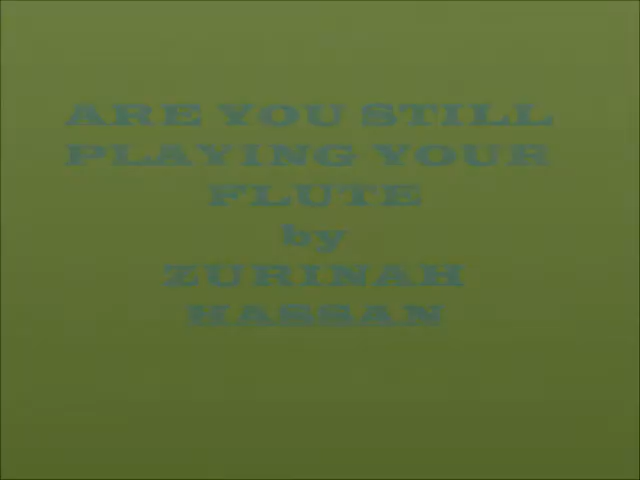 ARE YOU STILL
PLAYING YOUR
FLUTE
by
ZURINAH
HASSAN